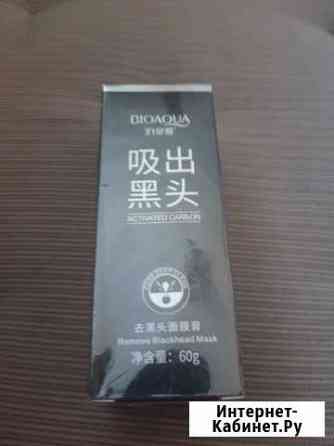 BIOAQUA
泊泉雅
吸出
黑头
ACTIVATED CARBON
去黑头面膜膏
Remove Blackhead Mask
净含量：60g
Интернет-
Кабинет.Ру